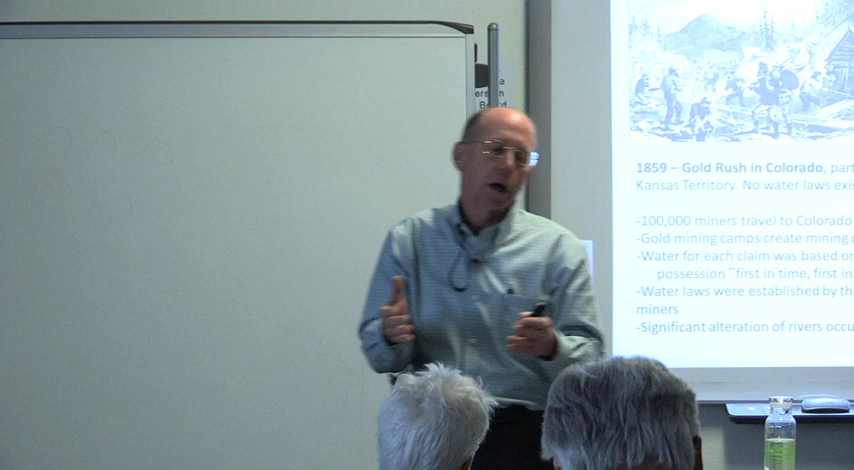 1859 – Gold Rush in Colorado, part
Kansas Territory. No water laws exis
-100,000 miners travel to Colorado
-Gold mining camps create mining
-Water for each claim was based on
possession "first in time, first in
-Water laws were established by th
miners
-Significant alteration of rivers occu